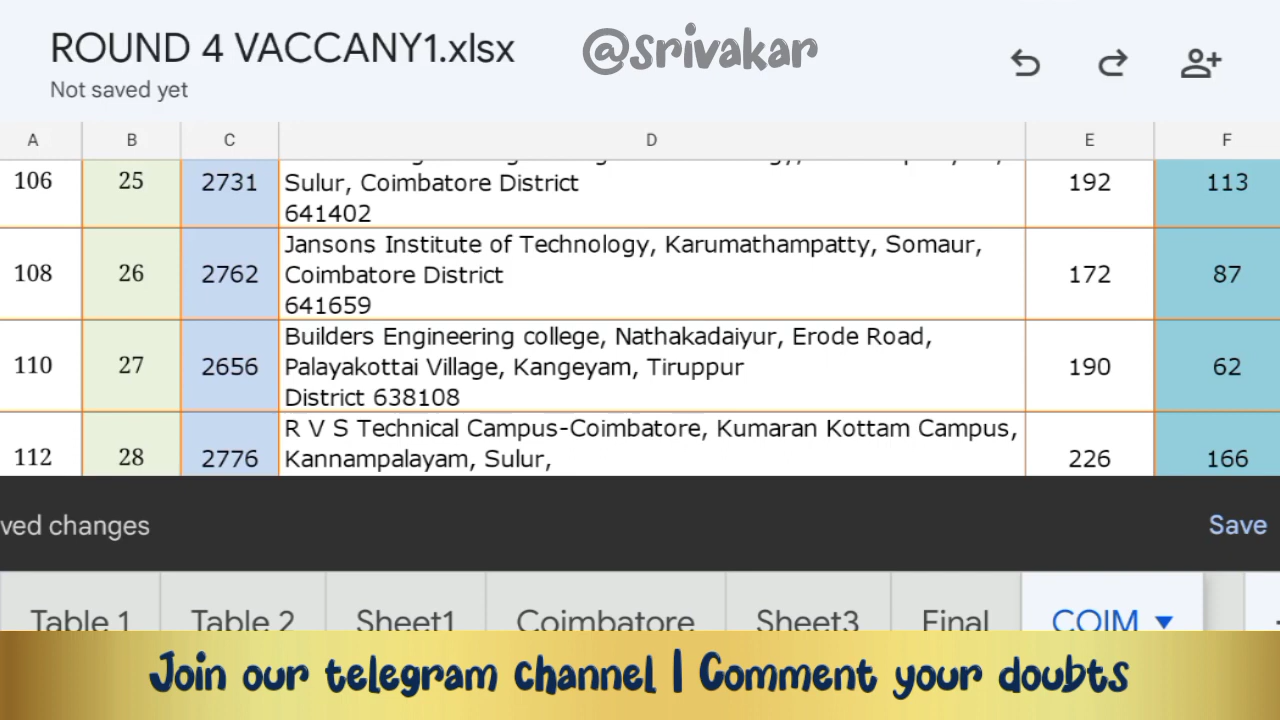 ROUND 4 VACCANY1.xlsx
@srivakar
Not saved yet
A B C D E F
106 25 2731 Sulur, Coimbatore District 192 113
641402
Jansons Institute of Technology, Karumathampatty, Somaur,
108 26 2762 Coimbatore District 172 87
641659
Builders Engineering college, Nathakadaiyur, Erode Road,
110 27 2656 Palayakottai Village, Kangeyam, Tiruppur 190 62
District 638108
R V S Technical Campus-Coimbatore, Kumaran Kottam Campus,
112 28 2776 Kannampalayam, Sulur, 226 166
ved changes Save
Table 1 Table 2 Sheet1 Coimbatore Sheet3 Final COIM
Join our telegram channel | Comment your doubts